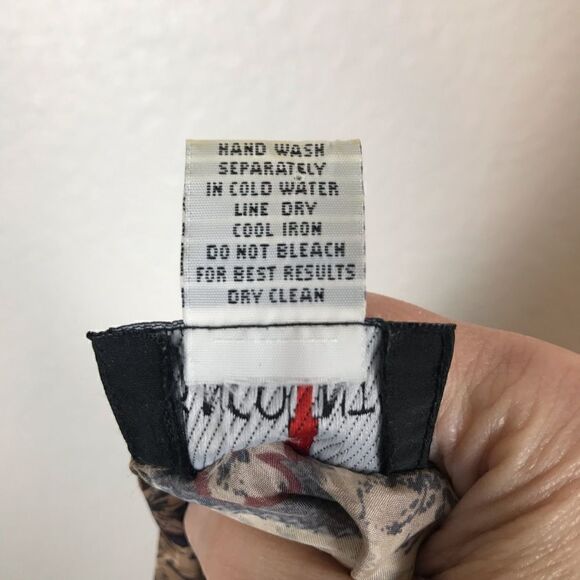 HAND WASH
SEPARATELY
IN COLD WATER
LINE DRY
COOL IRON
DO NOT BLEACH
FOR BEST RESULTS
DRY CLEAN